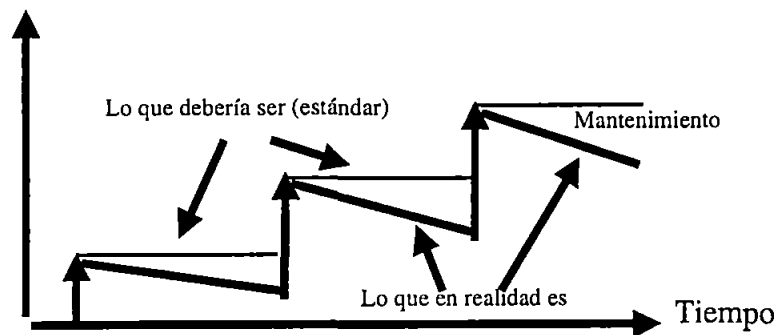 Lo que debería ser (estándar)
Mantenimiento
Lo que en realidad es
Tiempo